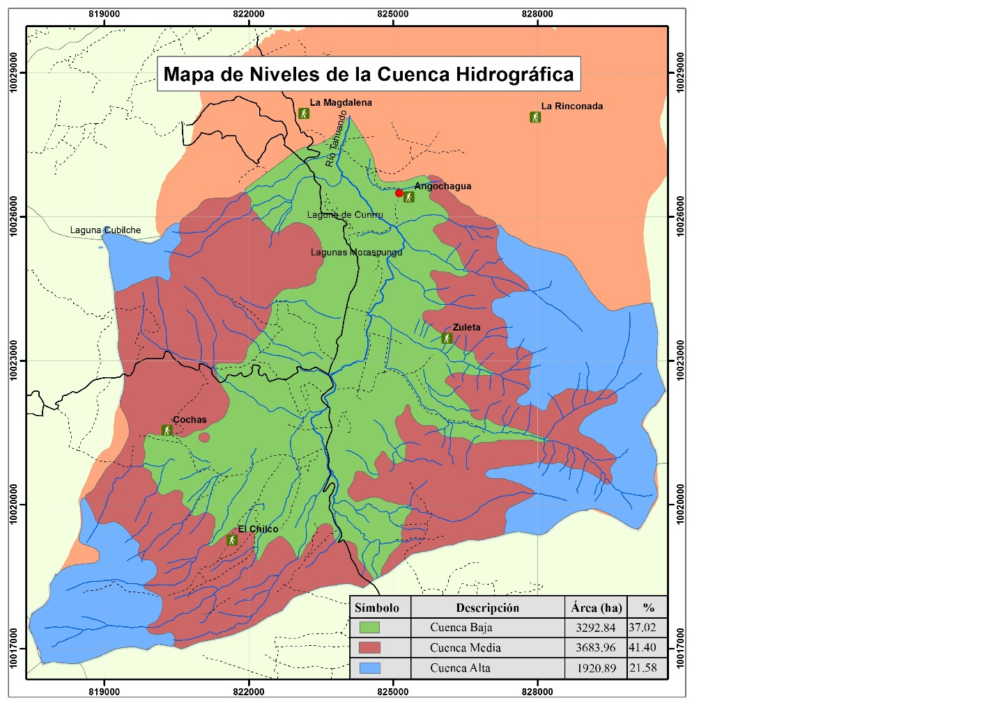 819000 822000 825000 828000
10029000 10029000
Mapa de Niveles de la Cuenca Hidrográfica
La Magdalena
La Rinconada
Río Tahuando
Angochagua
10026000 10026000
Laguna de Cunrru
Laguna Cubilche
Lagunas Moraspungu
Zuleta
10023000 10023000
Cochas
10020000 10020000
El Chilco
Símbolo Descripción Área (ha) %
Cuenca Baja 3292.84 37.02
Cuenca Media 3683.96 41.40
Cuenca Alta 1920.89 21.58
10017000 10017000
819000 822000 825000 828000